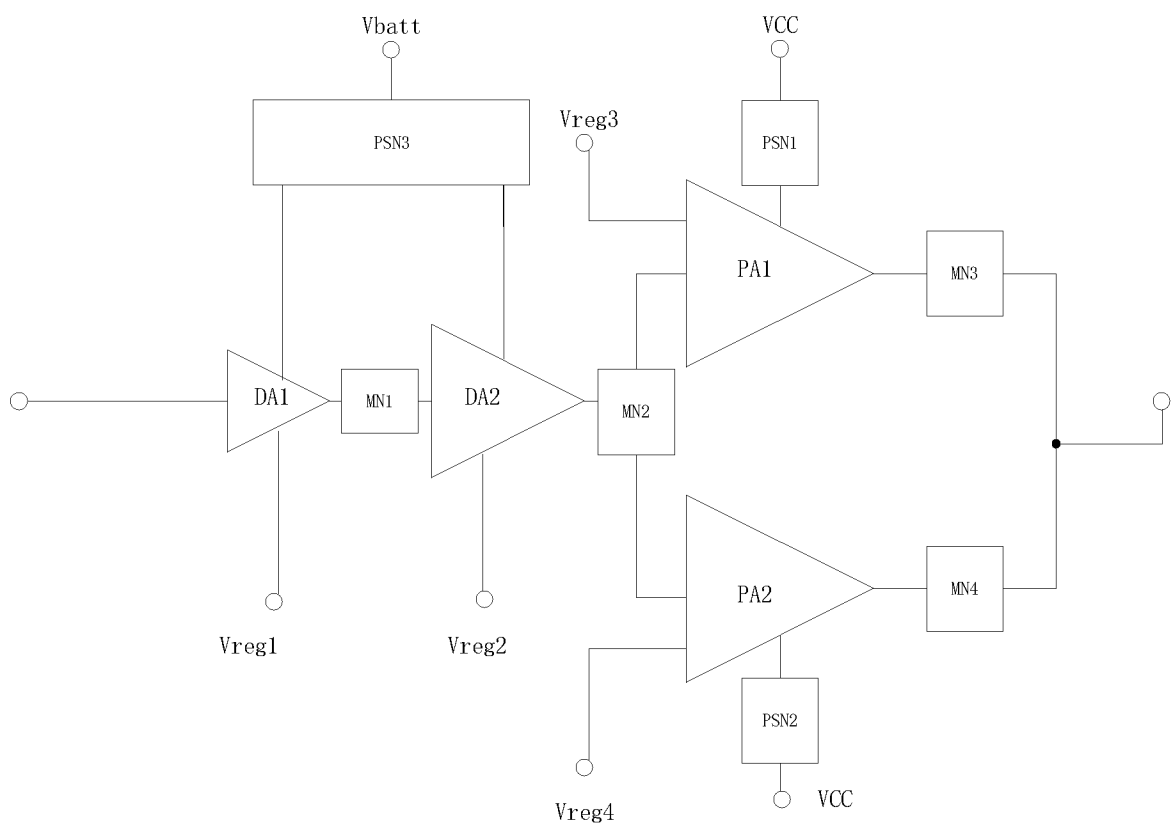 Vbatt
VCC
PSN3
Vreg3
PSN1
PA1
MN3
DA1
MN1
DA2
MN2
PA2
MN4
Vreg1
Vreg2
PSN2
Vreg4
VCC